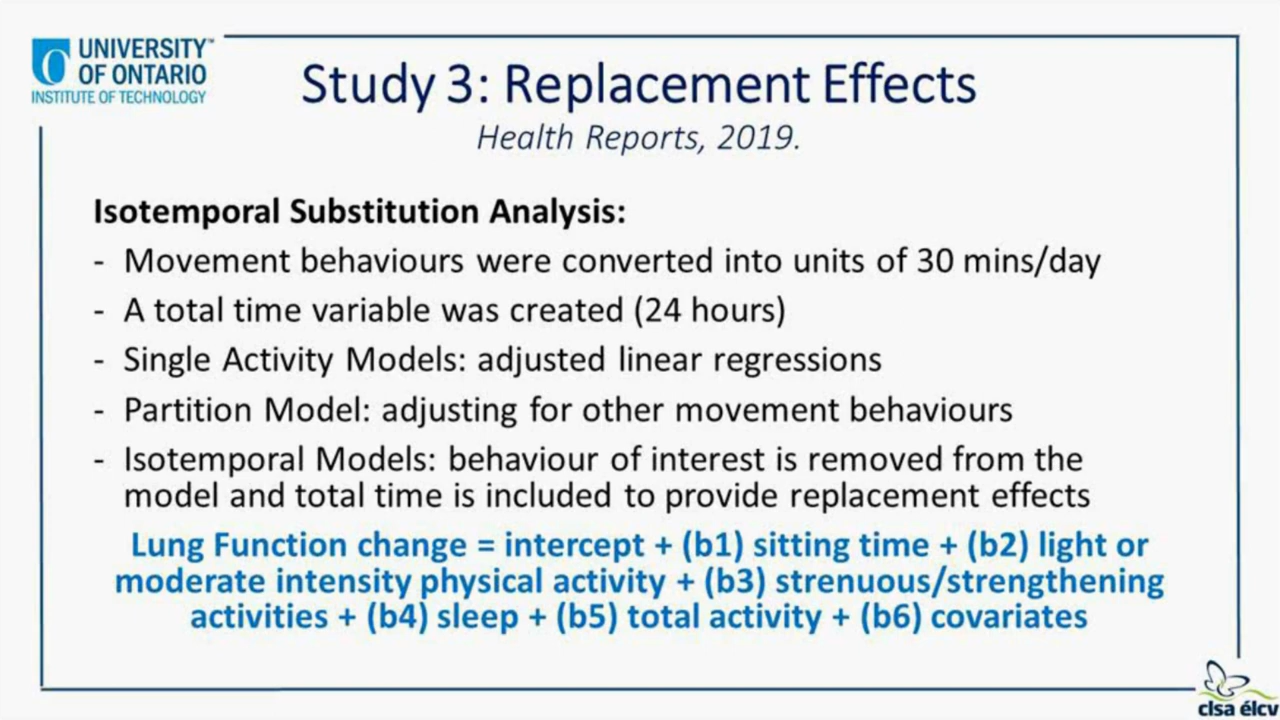 UNIVERSITY™
OF ONTARIO
INSTITUTE OF TECHNOLOGY
Study 3: Replacement Effects
Health Reports, 2019.
Isotemporal Substitution Analysis:
- Movement behaviours were converted into units of 30 mins/day
- A total time variable was created (24 hours)
- Single Activity Models: adjusted linear regressions
- Partition Model: adjusting for other movement behaviours
- Isotemporal Models: behaviour of interest is removed from the
model and total time is included to provide replacement effects
Lung Function change = intercept + (b1) sitting time + (b2) light or
moderate intensity physical activity + (b3) strenuous/strengthening
activities + (b4) sleep + (b5) total activity + (b6) covariates
clsa élcv